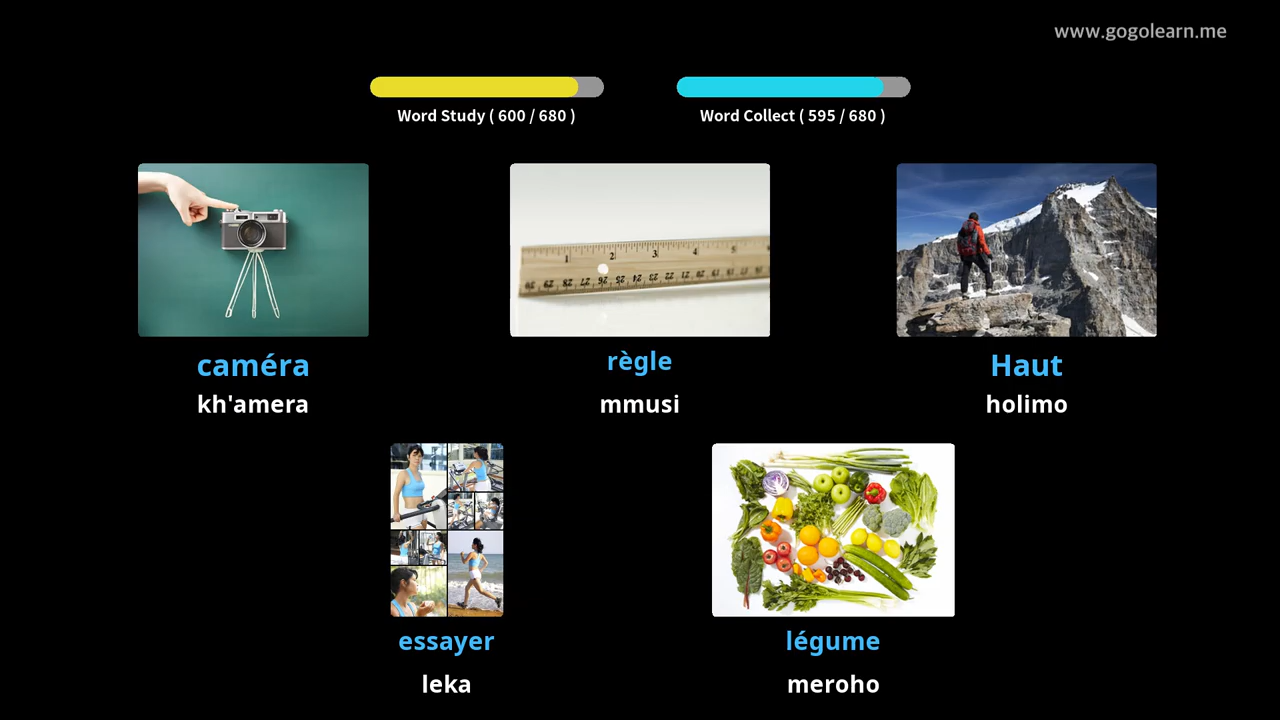 www.gogolearn.me
Word Study ( 600 / 680 )
Word Collect ( 595 / 680 )
caméra
kh'amera
règle
mmusi
Haut
holimo
essayer
leka
légume
meroho